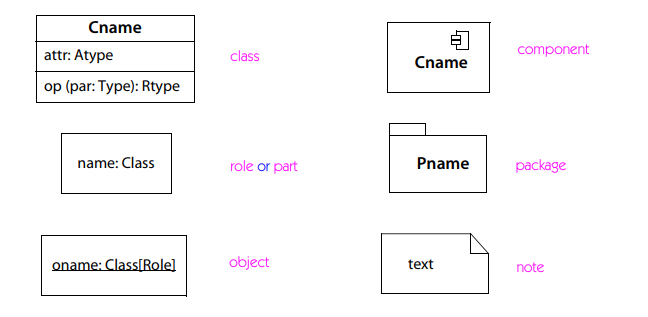 Cname
attr: Atype
op (par: Type): Rtype
class
Cname
component
name: Class
role or part
Pname
package
oname: Class[Role]
object
text
note